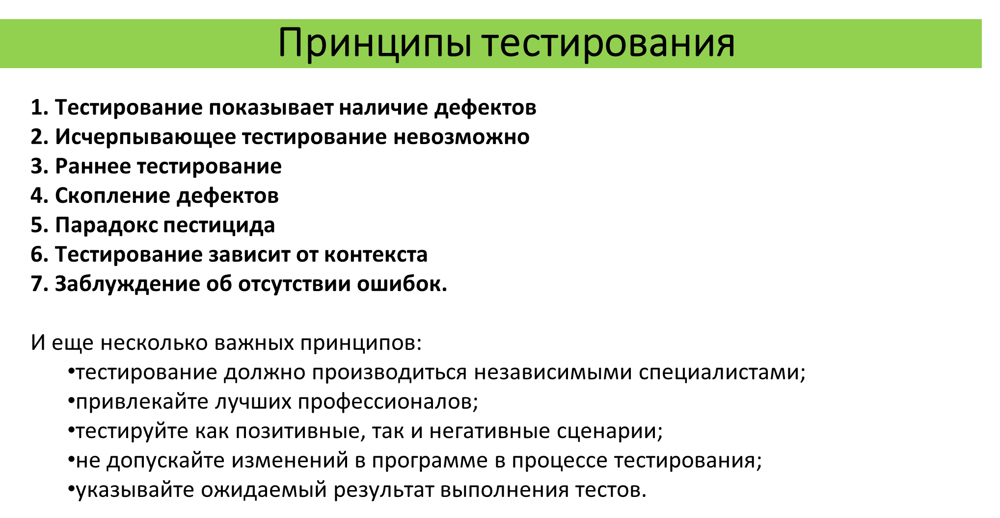 Принципы тестирования
1. Тестирование показывает наличие дефектов
2. Исчерпывающее тестирование невозможно
3. Раннее тестирование
4. Скопление дефектов
5. Парадокс пестицида
6. Тестирование зависит от контекста
7. Заблуждение об отсутствии ошибок.
И еще несколько важных принципов:
•тестирование должно производиться независимыми специалистами;
•привлекайте лучших профессионалов;
•тестируйте как позитивные, так и негативные сценарии;
•не допускайте изменений в программе в процессе тестирования;
•указывайте ожидаемый результат выполнения тестов.